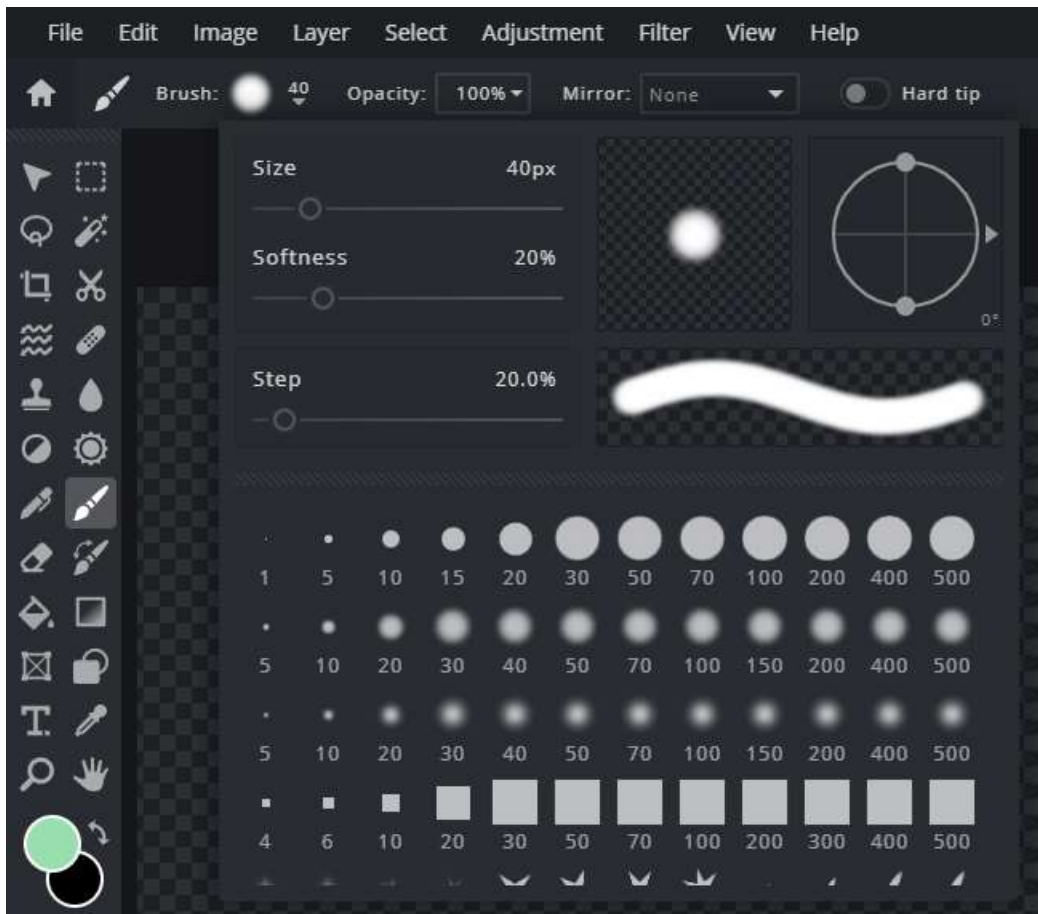 File Edit Image Layer Select Adjustment Filter View Help
Brush: 40 Opacity: 100% Mirror: None Hard tip
Size 40px
Softness 20%
0°
Step 20.0%
1 5 10 15 20 30 50 70 100 200 400 500
5 10 20 30 40 50 70 100 150 200 400 500
5 10 20 30 40 50 70 100 150 200 400 500
4 6 10 20 30 50 70 100 200 300 400 500